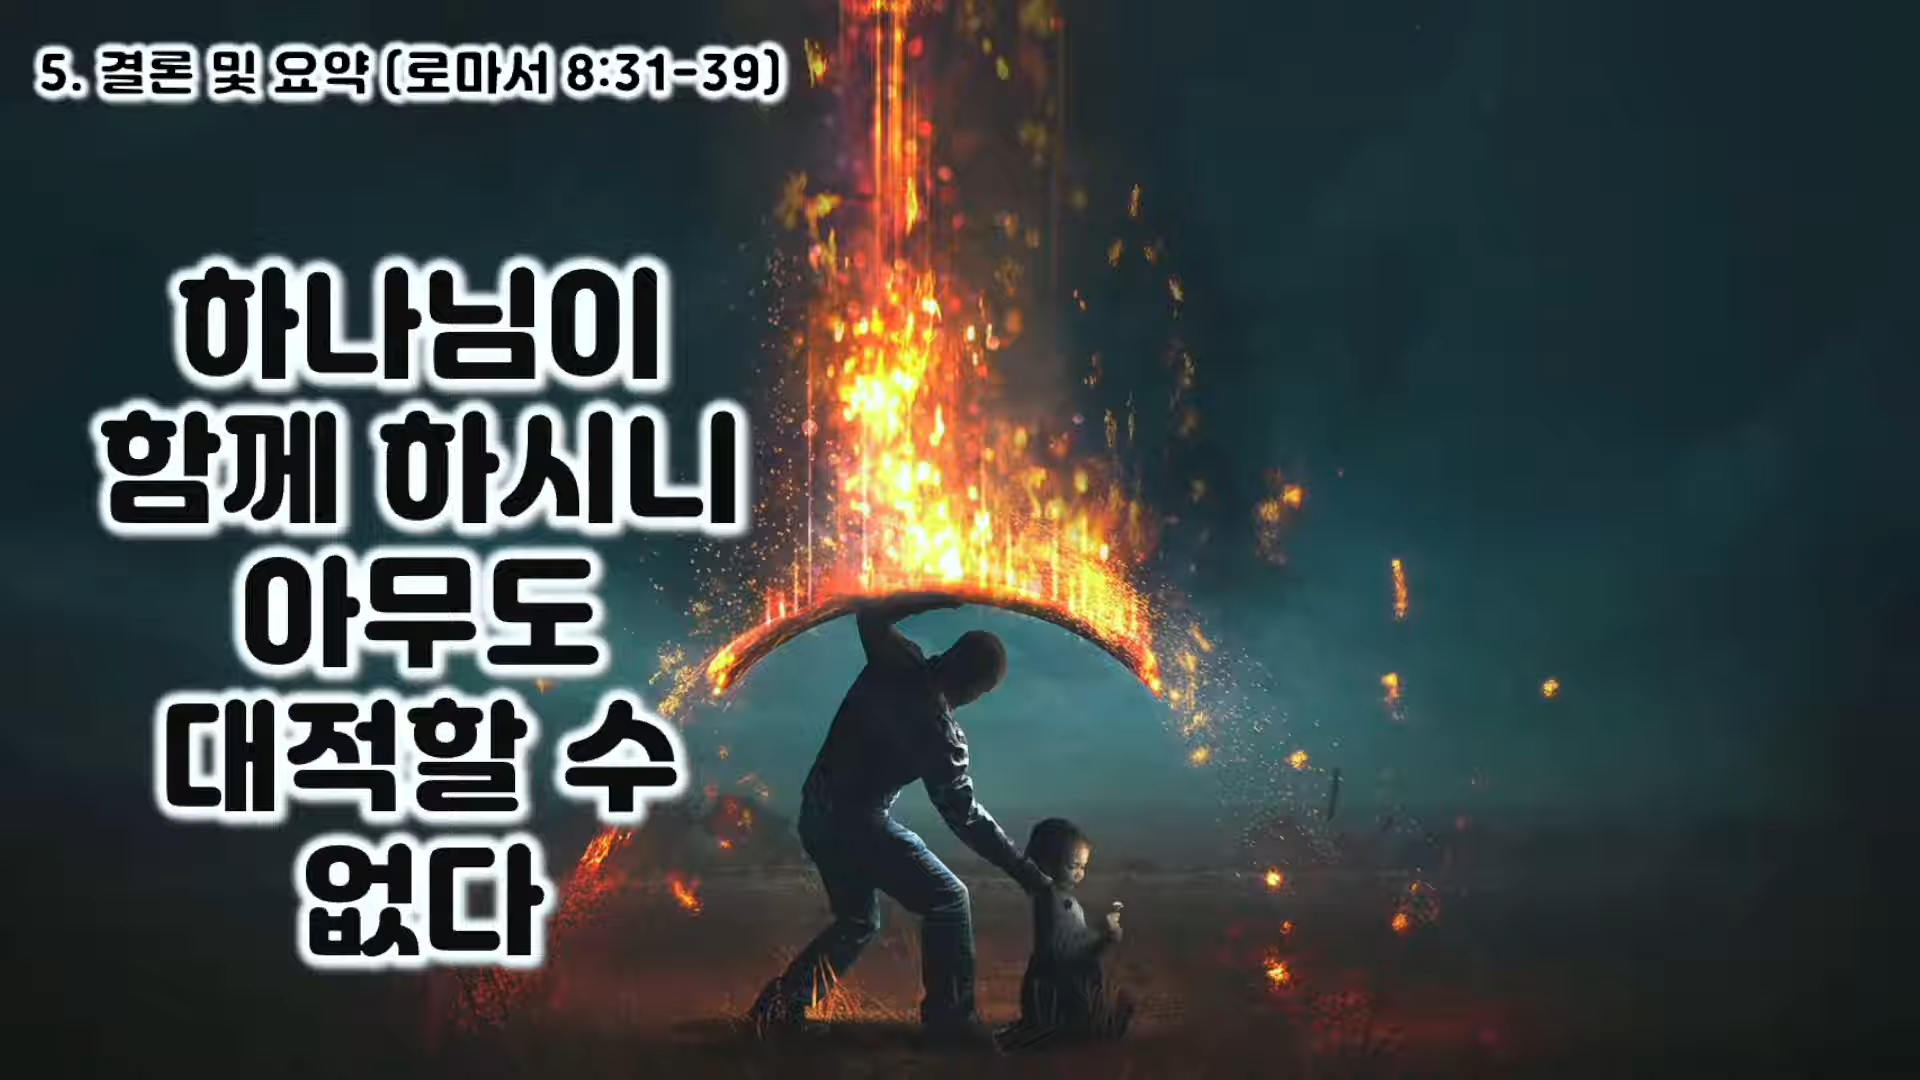 5. 결론 및 요약 (로마서 8:31-39)
하나님이
함께 하시니
아무도
대적할 수
없다